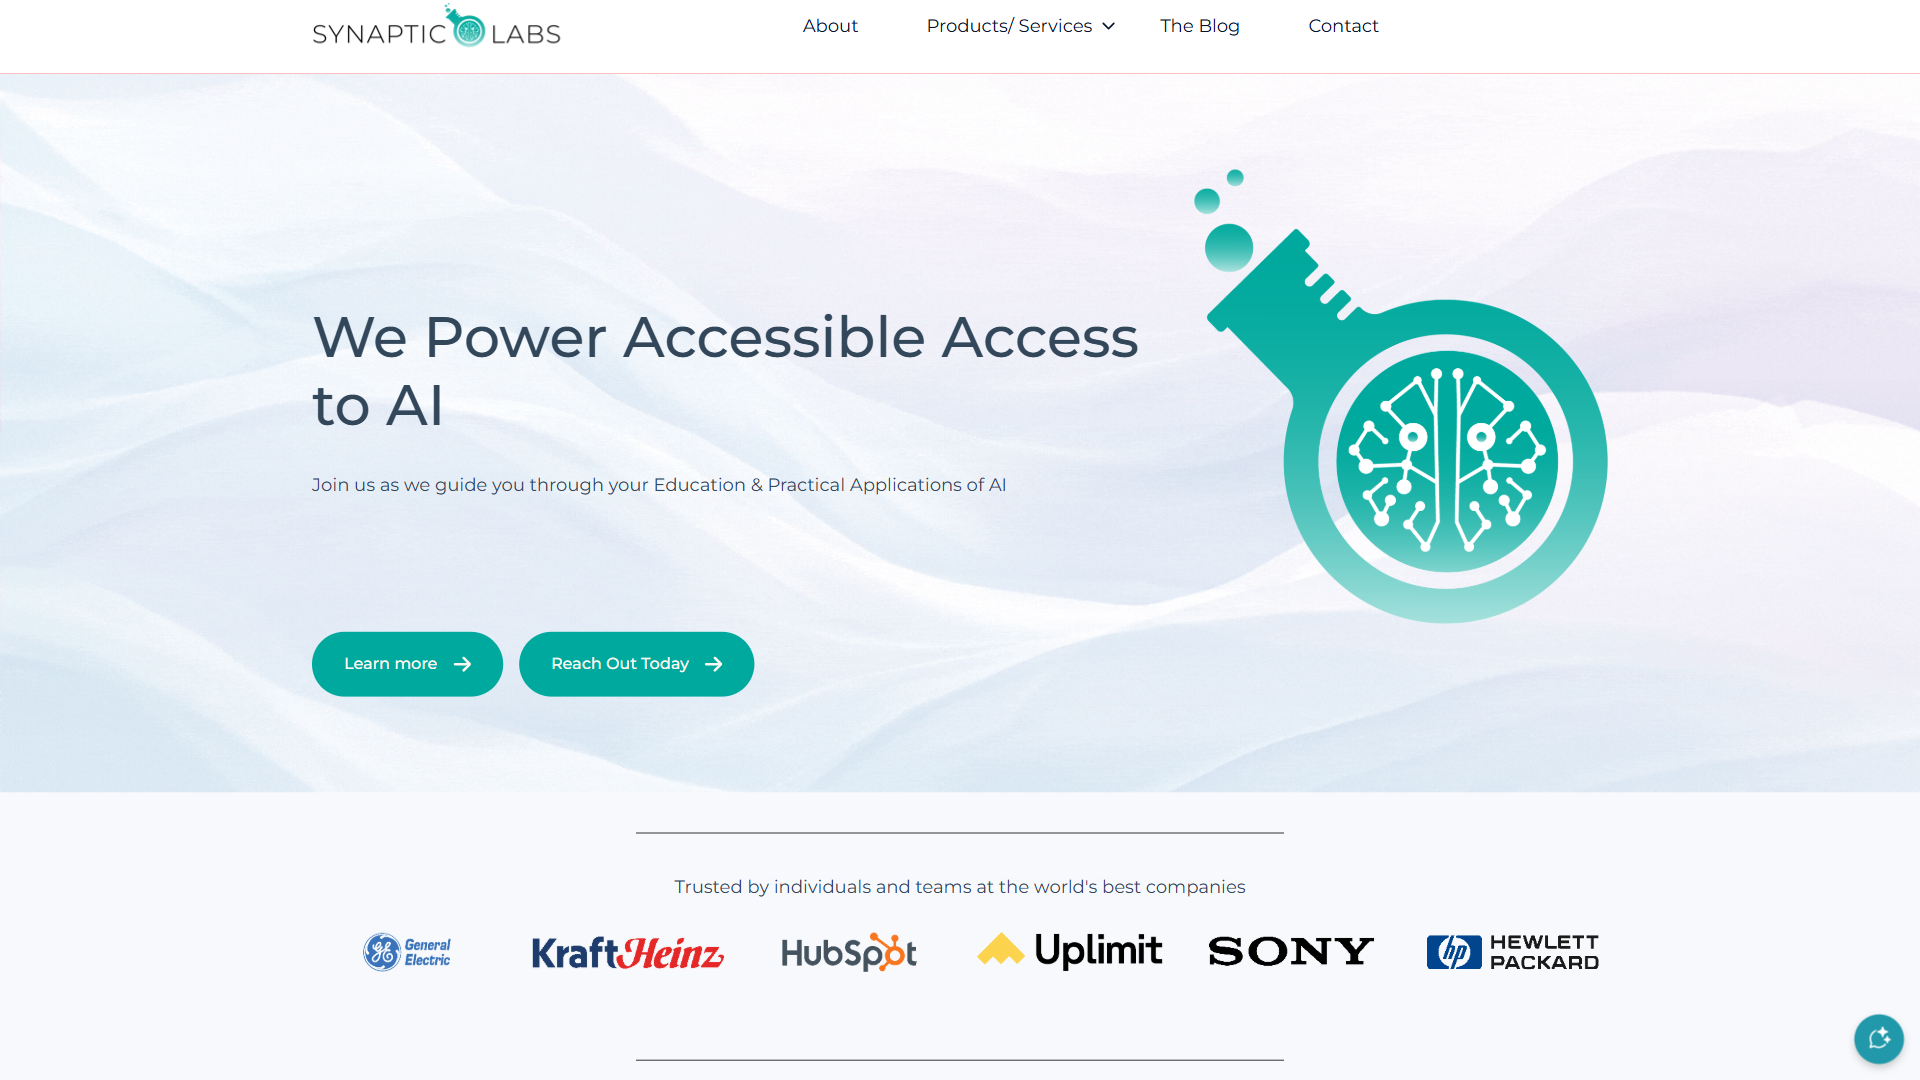 SYNAPTIC LABS
About
Products/ Services
The Blog
Contact
We Power Accessible Access
to AI
Join us as we guide you through your Education & Practical Applications of AI
Learn more
Reach Out Today
Trusted by individuals and teams at the world's best companies
GE General
Electric
KraftHeinz
HubSpot
Uplimit
SONY
hp HEWLETT
PACKARD